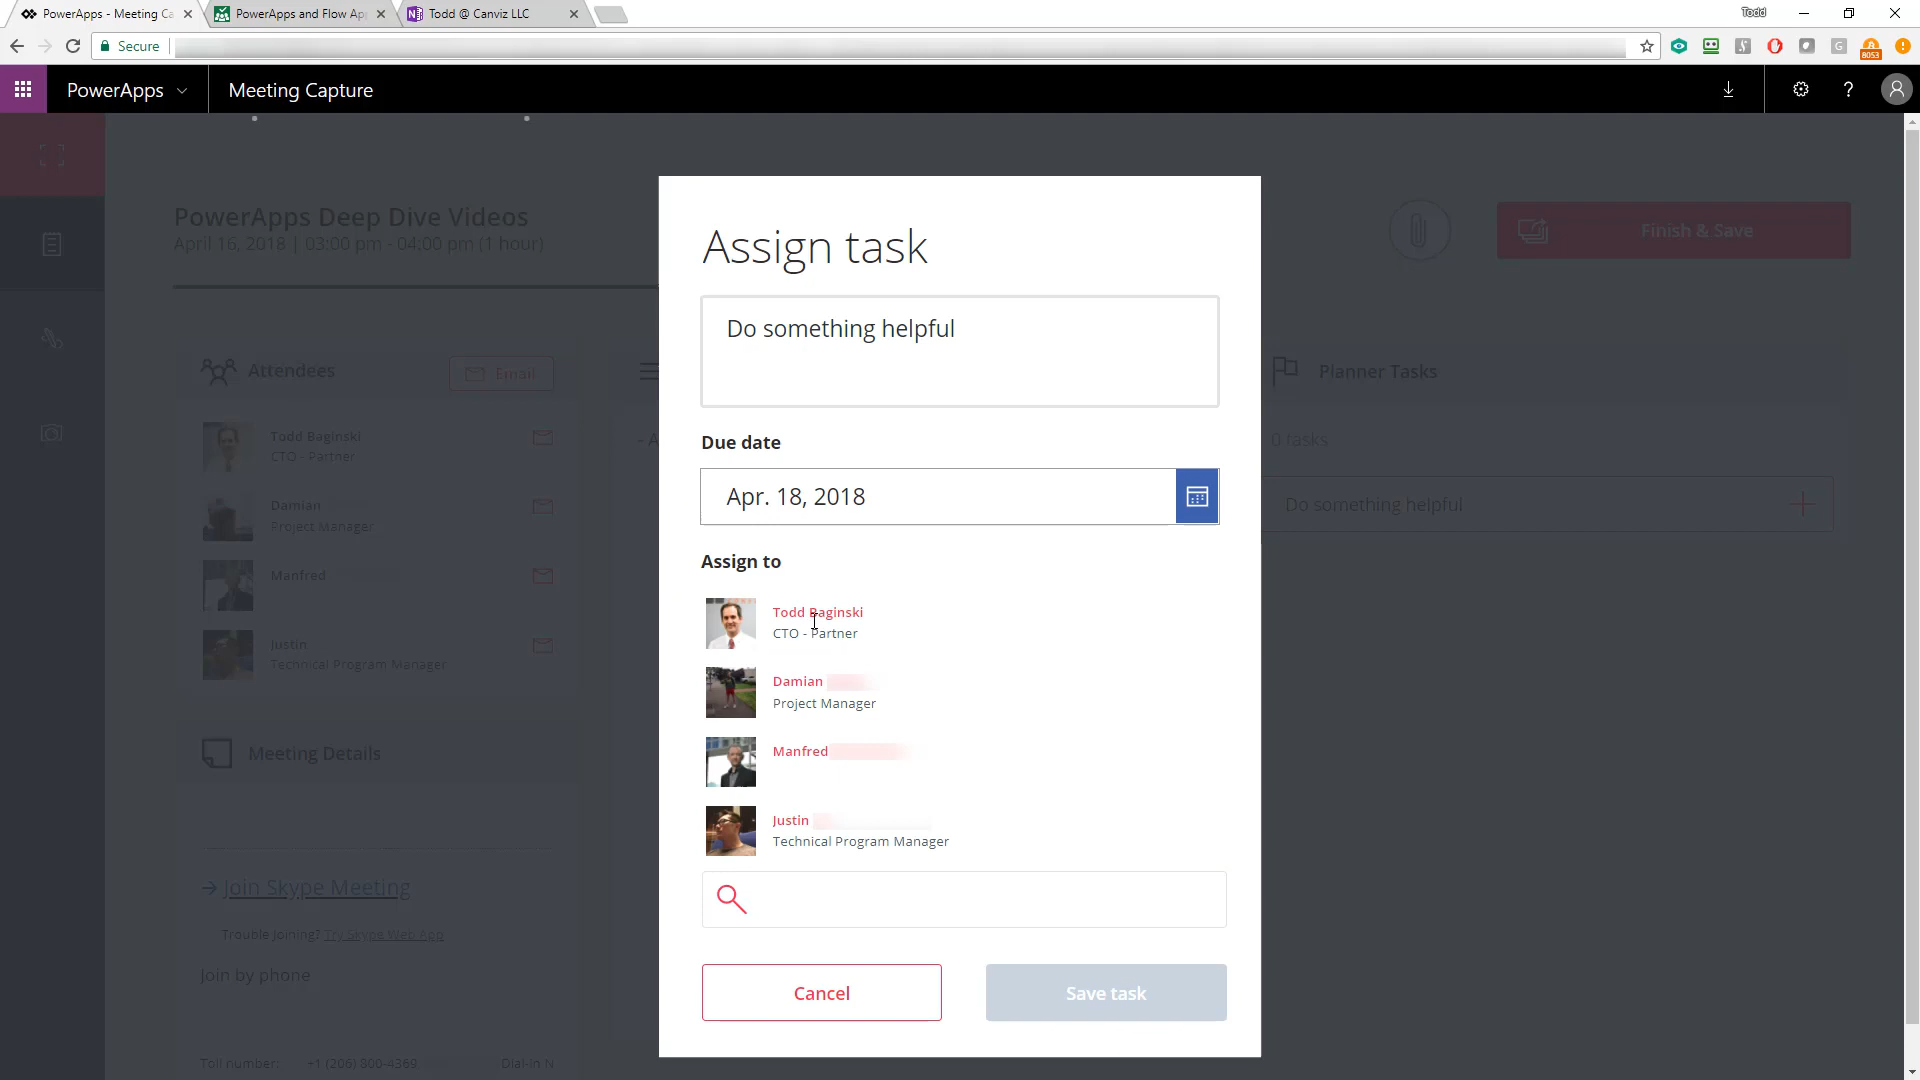 PowerApps - Meeting Ca
PowerApps and Flow App
Todd @ Canviz LLC
Todd
Secure
8053
PowerApps
Meeting Capture
?
PowerApps Deep Dive Videos
April 16, 2018 | 03:00 pm - 04:00 pm (1 hour)
Finish & Save
Attendees
Email
Todd Baginski
CTO - Partner
Damian
Project Manager
Manfred
Justin
Technical Program Manager
Meeting Details
Join Skype Meeting
Trouble Joining? Try Skype Web App
Join by phone
Toll number: +1 (206) 800-4369 Dial-in N
- A
Assign task
Do something helpful
Due date
Apr. 18, 2018
Assign to
Todd Baginski
CTO - Partner
Damian
Project Manager
Manfred
Justin
Technical Program Manager
Cancel
Save task
Planner Tasks
0 tasks
Do something helpful